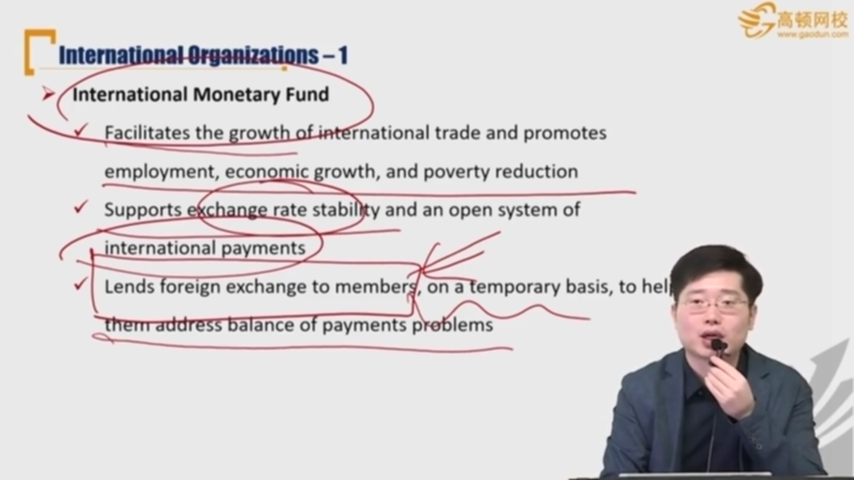 高顿网校
www.gaodun.com
International Organizations – 1
International Monetary Fund
Facilitates the growth of international trade and promotes
employment, economic growth, and poverty reduction
Supports exchange rate stability and an open system of
international payments
Lends foreign exchange to members, on a temporary basis, to hel
them address balance of payments problems